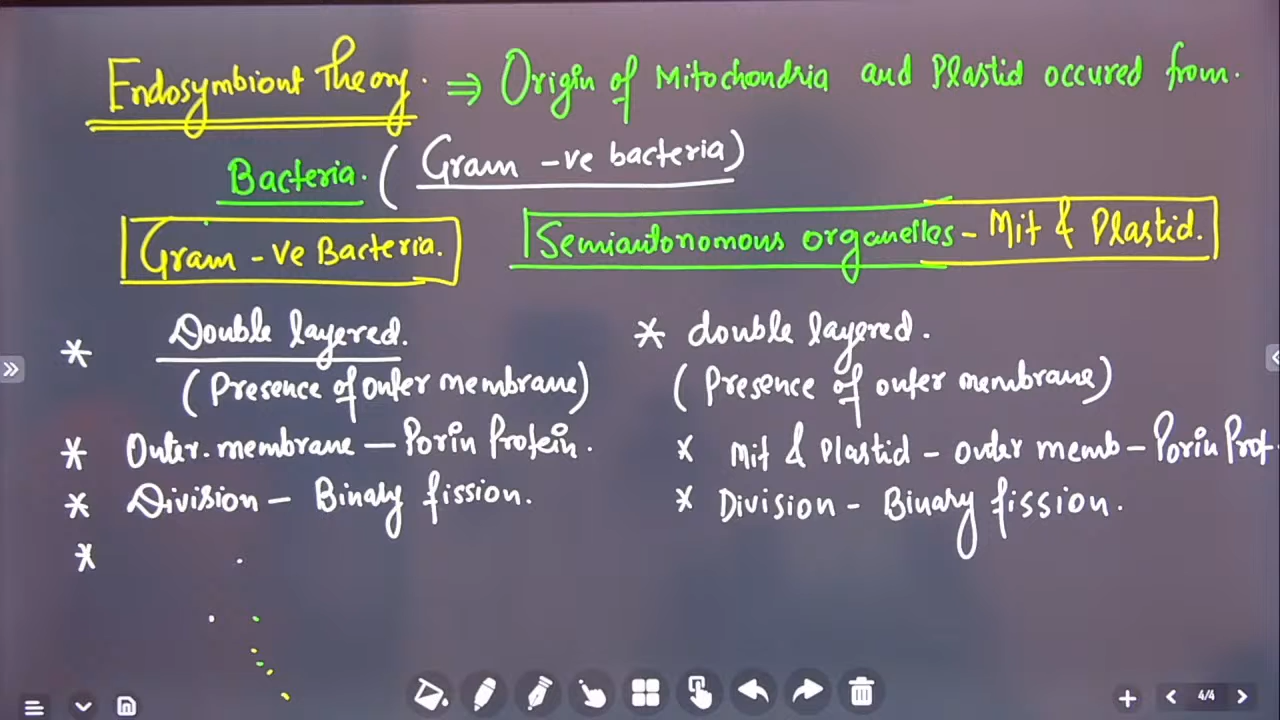 Endosymbiont Theory. ⇒ Origin of Mitochondria and Plastid occured from.
Bacteria. (Gram -ve bacteria)
Gram -ve Bacteria.
Semiautonomous organelles - Mit & Plastid.
* Double layered.
(Presence of outer membrane)
* Outer. membrane — Porin Protein.
* Division — Binary fission.
*
* double layered.
(Presence of outer membrane)
* Mit & Plastid - outer memb - Porin Prot
* Division - Binary fission.
4/4